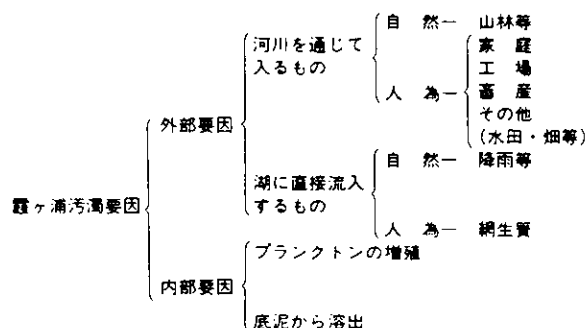 霞ヶ浦汚濁要因
外部要因
河川を通じて
入るもの
自然─山林等
人為─
家庭
工場
畜産
その他
(水田・畑等)
湖に直接流入
するもの
自然─降雨等
人為─網生簀
内部要因
プランクトンの増殖
底泥から溶出